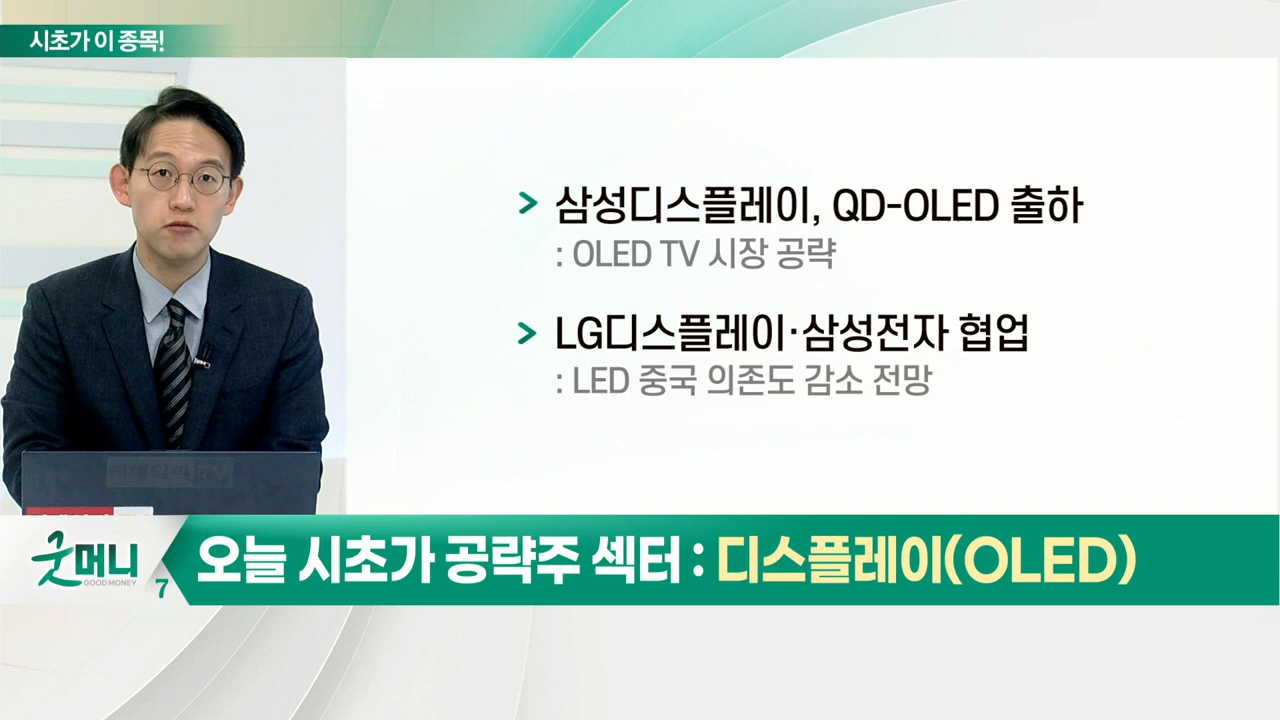 시초가 이 종목!
> 삼성디스플레이, QD-OLED 출하
: OLED TV 시장 공략
> LG디스플레이·삼성전자 협업
: LED 중국 의존도 감소 전망
굿머니
GOOD MONEY
7
오늘 시초가 공략주 섹터 : 디스플레이(OLED)